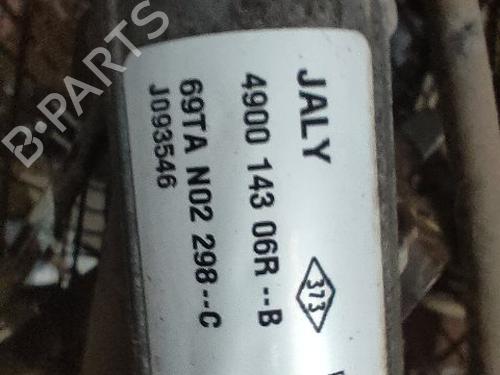 JALY
4900 143 06R--B
69TA N02 298--C
J093546
373
B-PARTS